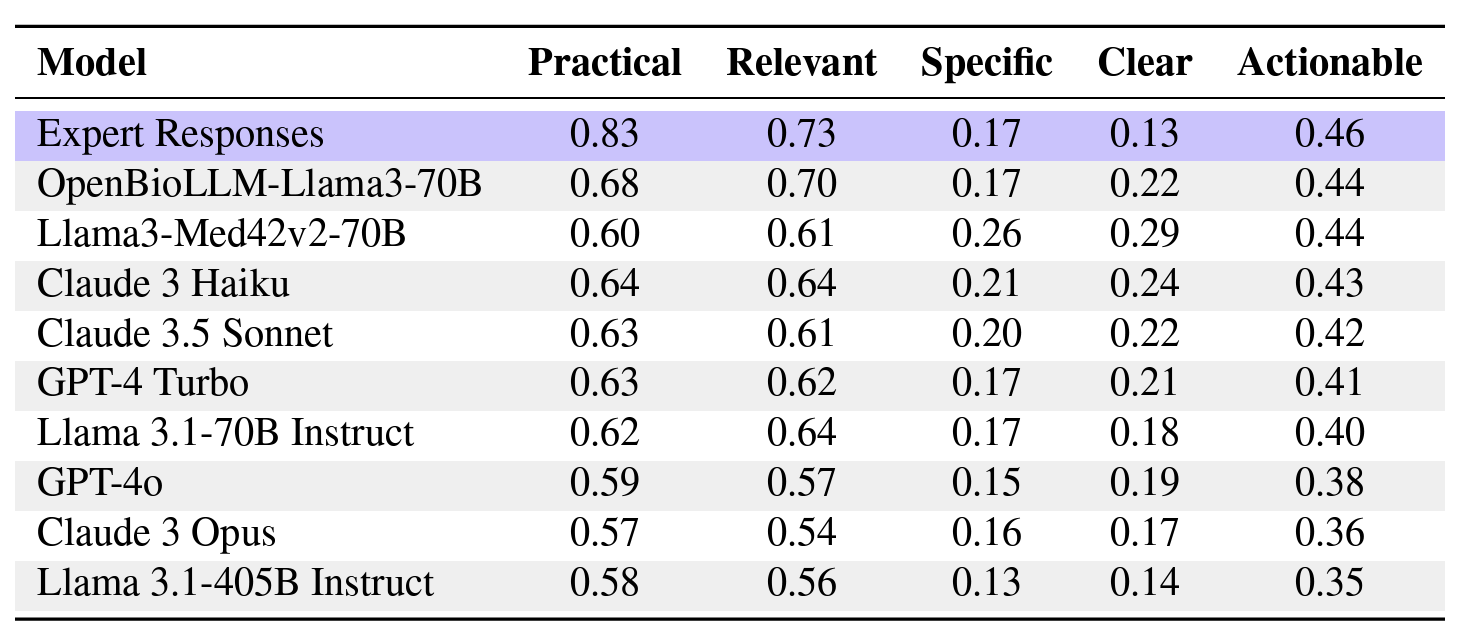 Model Practical Relevant Specific Clear Actionable
Expert Responses 0.83 0.73 0.17 0.13 0.46
OpenBioLLM-Llama3-70B 0.68 0.70 0.17 0.22 0.44
Llama3-Med42v2-70B 0.60 0.61 0.26 0.29 0.44
Claude 3 Haiku 0.64 0.64 0.21 0.24 0.43
Claude 3.5 Sonnet 0.63 0.61 0.20 0.22 0.42
GPT-4 Turbo 0.63 0.62 0.17 0.21 0.41
Llama 3.1-70B Instruct 0.62 0.64 0.17 0.18 0.40
GPT-4o 0.59 0.57 0.15 0.19 0.38
Claude 3 Opus 0.57 0.54 0.16 0.17 0.36
Llama 3.1-405B Instruct 0.58 0.56 0.13 0.14 0.35